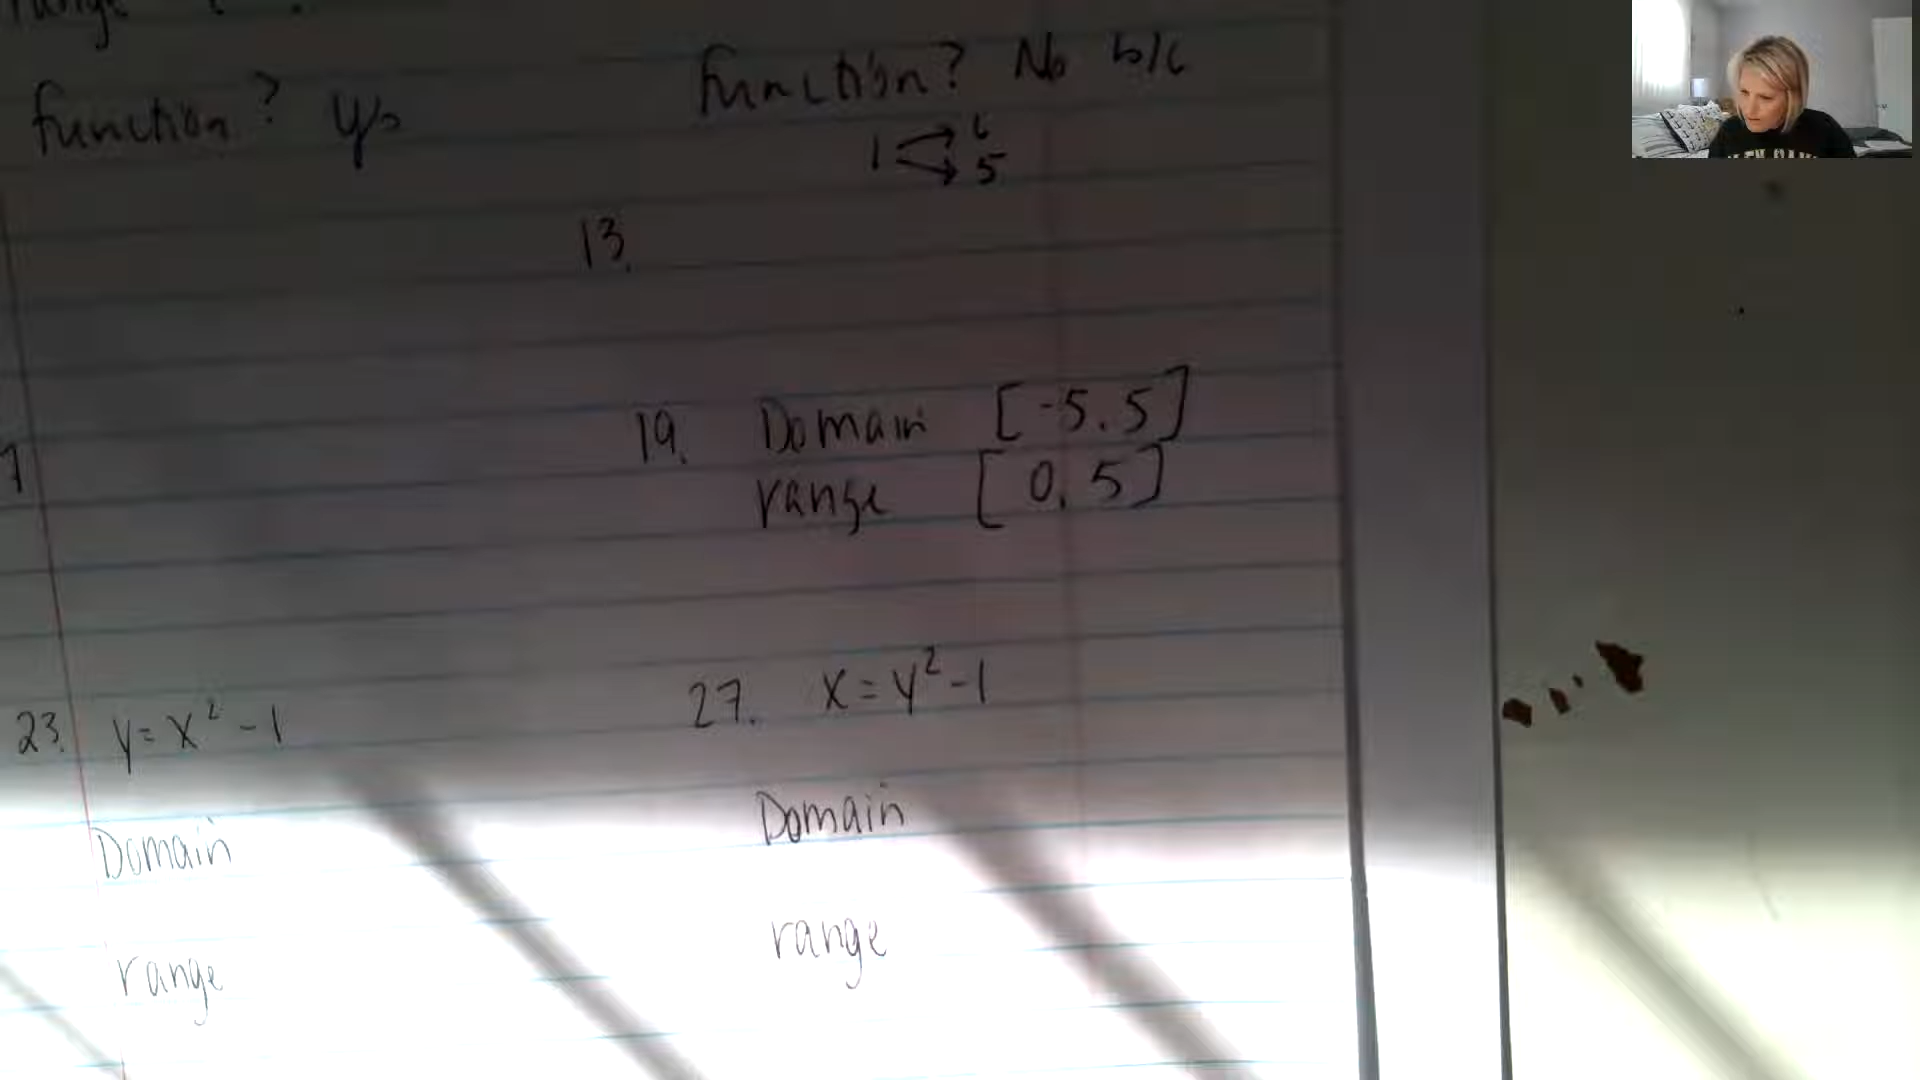 range
function? yes
function? No b/c
1 6
5
13.
19. Domain [-5, 5]
range [0, 5]
23. y=x²-1
27. x=y²-1
Domain
range
Domain
range